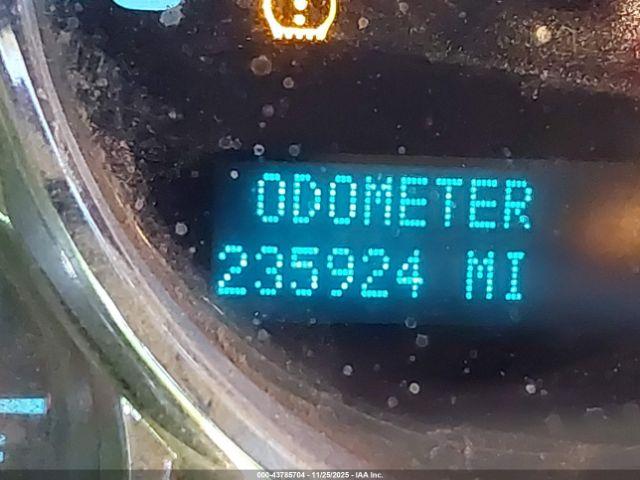 ODOMETER
235924 MI
000-43785704 - 11/25/2025 - IAA Inc.